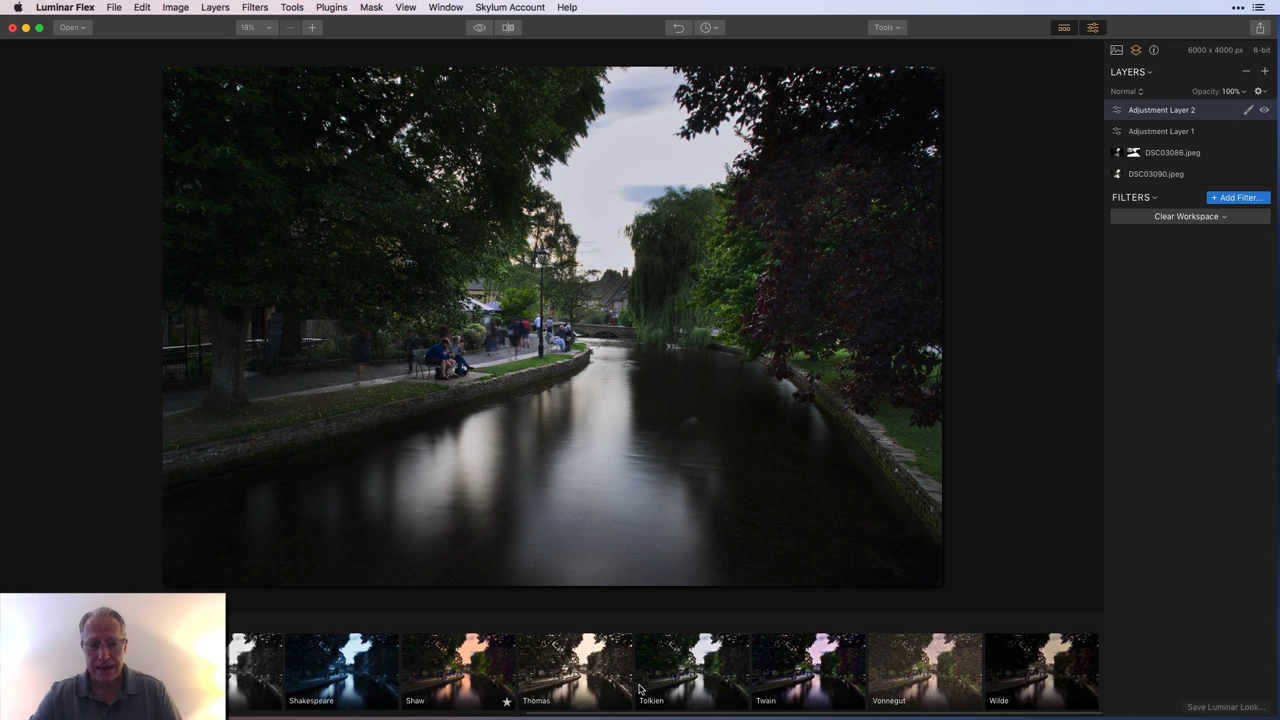 Luminar Flex File Edit Image Layers Filters Tools Plugins Mask View Window Skylum Account Help
Open 19% Tools
6000 x 4000 px 8-bit
LAYERS
Normal Opacity: 100%
Adjustment Layer 2
Adjustment Layer 1
DSC03086.jpeg
DSC03090.jpeg
FILTERS + Add Filter...
Clear Workspace
Shakespeare Shaw Thomas Tolkien Twain Vonnegut Wilde
Save Luminar Look...